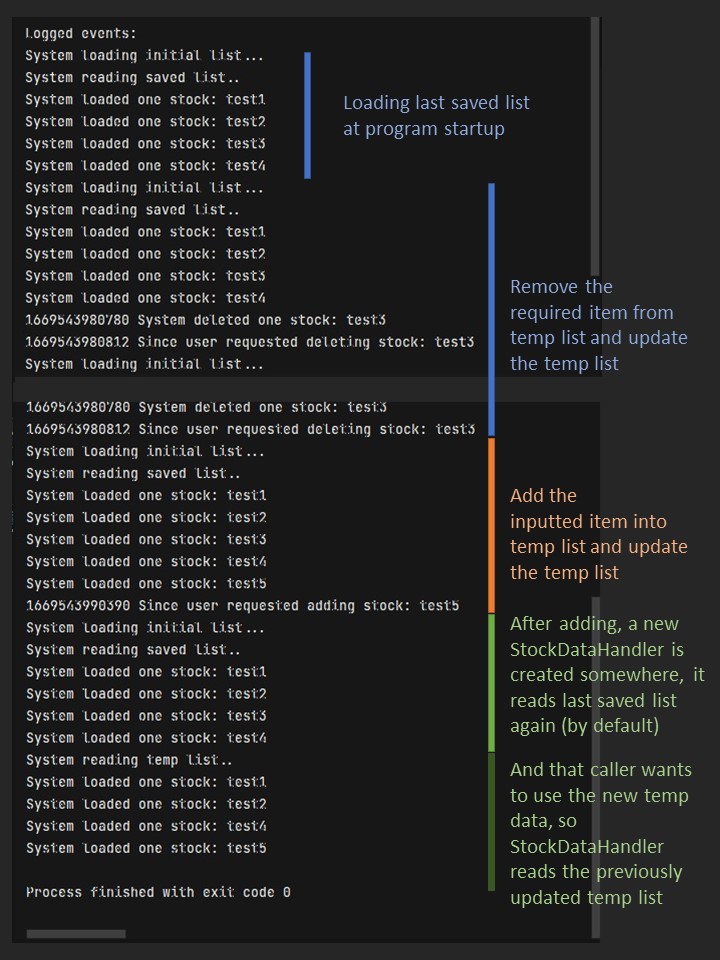 Logged events:
System loading initial list...
System reading saved list..
System loaded one stock: test1
System loaded one stock: test2
System loaded one stock: test3
System loaded one stock: test4
System loading initial list...
System reading saved list..
System loaded one stock: test1
System loaded one stock: test2
System loaded one stock: test3
System loaded one stock: test4
1669543980780 System deleted one stock: test3
1669543980812 Since user requested deleting stock: test3
System loading initial list...
Loading last saved list
at program startup
Remove the
required item from
temp list and update
the temp list
1669543980780 System deleted one stock: test3
1669543980812 Since user requested deleting stock: test3
System loading initial list...
System reading saved list..
System loaded one stock: test1
System loaded one stock: test2
System loaded one stock: test3
System loaded one stock: test4
System loaded one stock: test5
1669543990390 Since user requested adding stock: test5
System loading initial list...
System reading saved list..
System loaded one stock: test1
System loaded one stock: test2
System loaded one stock: test3
System loaded one stock: test4
System reading temp list..
System loaded one stock: test1
System loaded one stock: test2
System loaded one stock: test4
System loaded one stock: test5
Process finished with exit code 0
Add the
inputted item into
temp list and update
the temp list
After adding, a new
StockDataHandler is
created somewhere, it
reads last saved list
again (by default)
And that caller wants
to use the new temp
data, so
StockDataHandler
reads the previously
updated temp list